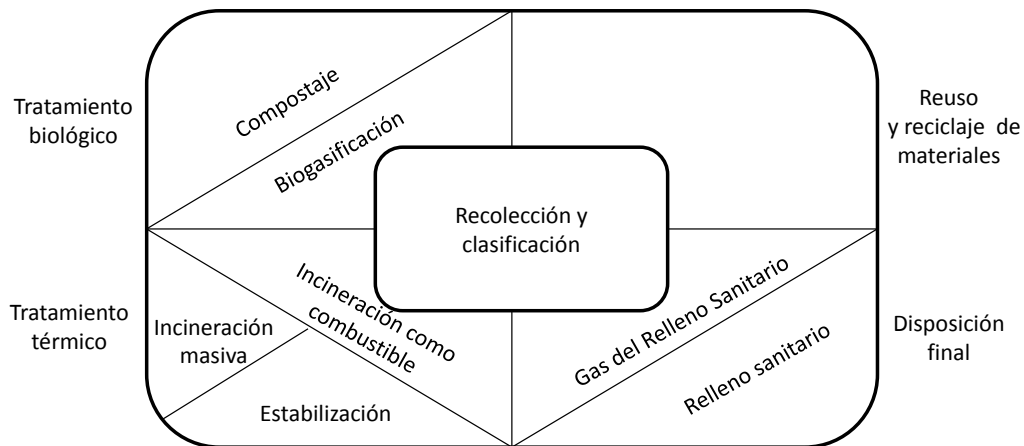 Tratamiento
biológico
Compostaje
Biogasificación
Reuso
y reciclaje de
materiales
Recolección y
clasificación
Tratamiento
térmico
Incineración
masiva
Incineración como
combustible
Estabilización
Gas del Relleno Sanitario
Relleno sanitario
Disposición
final